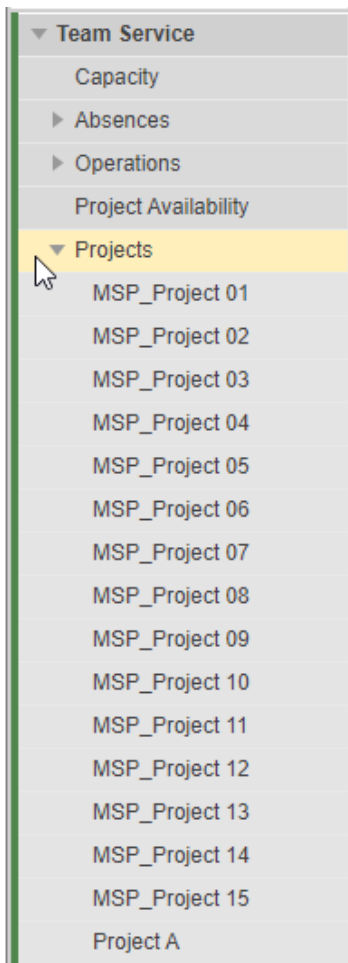 Team Service
Capacity
Absences
Operations
Project Availability
Projects
MSP_Project 01
MSP_Project 02
MSP_Project 03
MSP_Project 04
MSP_Project 05
MSP_Project 06
MSP_Project 07
MSP_Project 08
MSP_Project 09
MSP_Project 10
MSP_Project 11
MSP_Project 12
MSP_Project 13
MSP_Project 14
MSP_Project 15
Project A